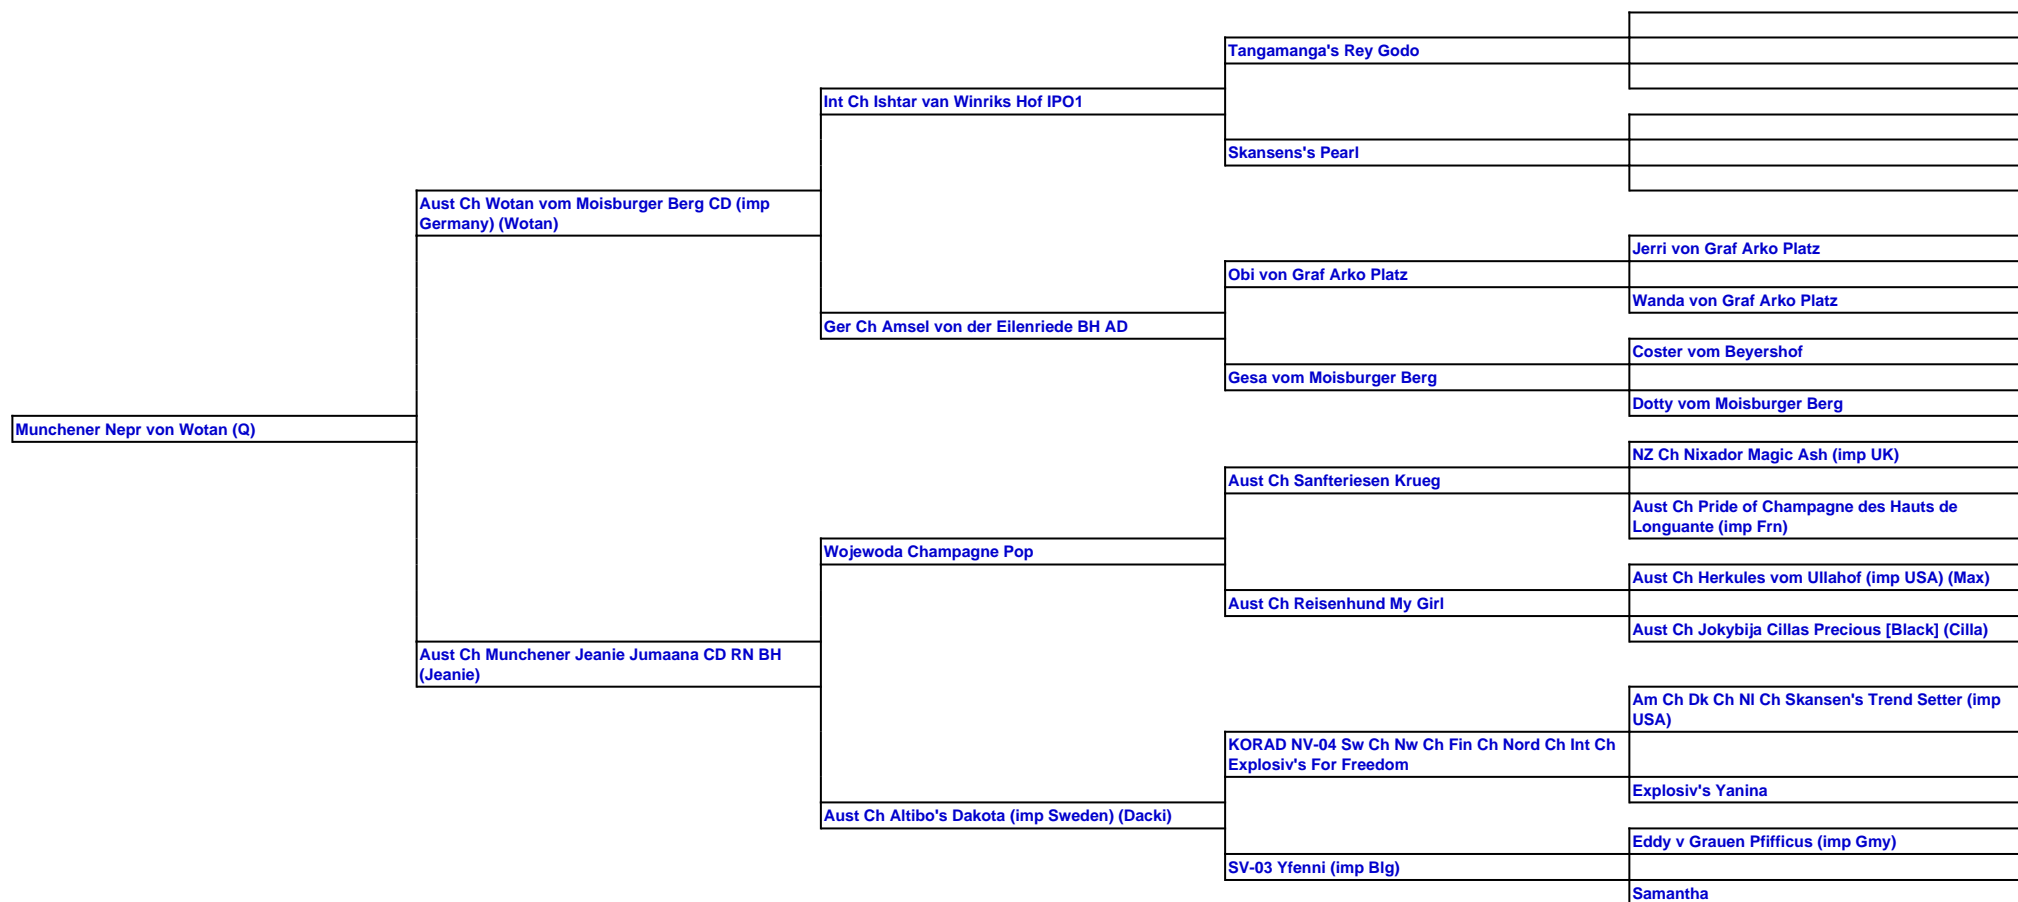 Tangamanga's Rey Godo
Int Ch Ishtar van Winriks Hof IPO1
Skansens's Pearl
Aust Ch Wotan vom Moisburger Berg CD (imp
Germany) (Wotan)
Jerri von Graf Arko Platz
Obi von Graf Arko Platz
Wanda von Graf Arko Platz
Ger Ch Amsel von der Eilenriede BH AD
Coster vom Beyershof
Gesa vom Moisburger Berg
Dotty vom Moisburger Berg
Munchener Nepr von Wotan (Q)
NZ Ch Nixador Magic Ash (imp UK)
Aust Ch Sanfteriesen Krueg
Aust Ch Pride of Champagne des Hauts de
Longuante (imp Frn)
Wojewoda Champagne Pop
Aust Ch Herkules vom Ullahof (imp USA) (Max)
Aust Ch Reisenhund My Girl
Aust Ch Jokybija Cillas Precious [Black] (Cilla)
Aust Ch Munchener Jeanie Jumaana CD RN BH
(Jeanie)
Am Ch Dk Ch Nl Ch Skansen's Trend Setter (imp
USA)
KORAD NV-04 Sw Ch Nw Ch Fin Ch Nord Ch Int Ch
Explosiv's For Freedom
Explosiv's Yanina
Aust Ch Altibo's Dakota (imp Sweden) (Dacki)
Eddy v Grauen Pfifficus (imp Gmy)
SV-03 Yfenni (imp Blg)
Samantha